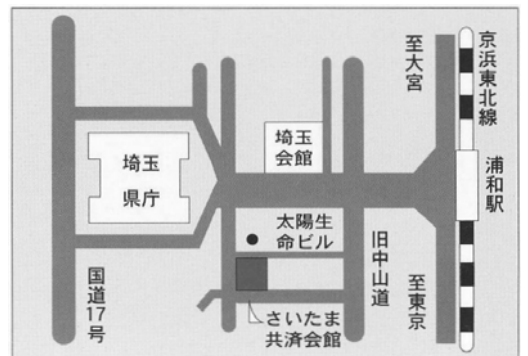 京浜東北線
浦和駅
至大宮
至東京
埼玉
会館
埼玉
県庁
太陽生
命ビル
旧中山道
国道17号
さいたま
共済会館